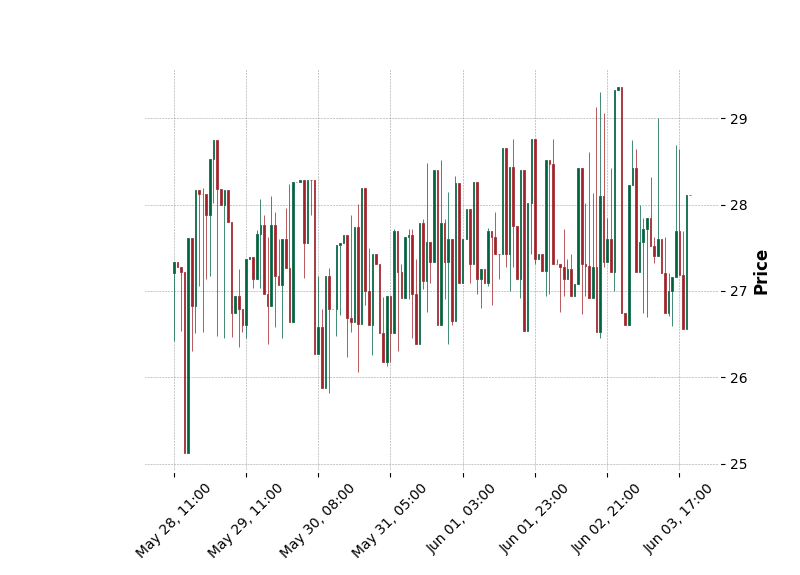 29
28
Price
27
26
25
May 28, 11:00
May 29, 11:00
May 30, 08:00
May 31, 05:00
Jun 01, 03:00
Jun 01, 23:00
Jun 02, 21:00
Jun 03, 17:00